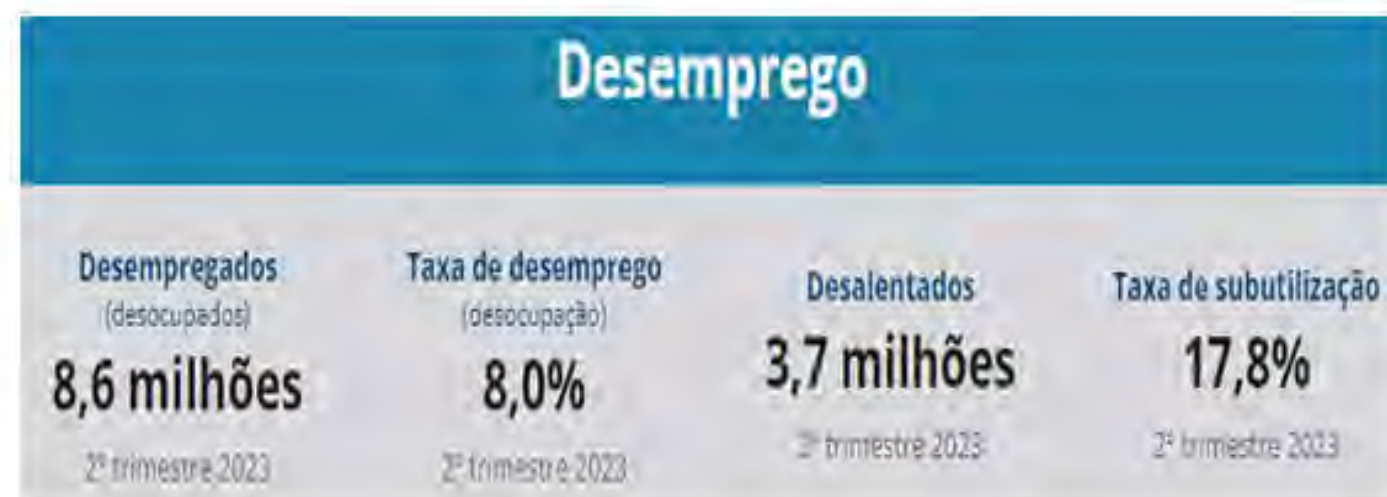 Desemprego
Desempregados
(desocupados)
8,6 milhões
2º trimestre 2023
Taxa de desemprego
(desocupação)
8,0%
2º trimestre 2023
Desalentados
3,7 milhões
2º trimestre 2023
Taxa de subutilização
17,8%
2º trimestre 2023